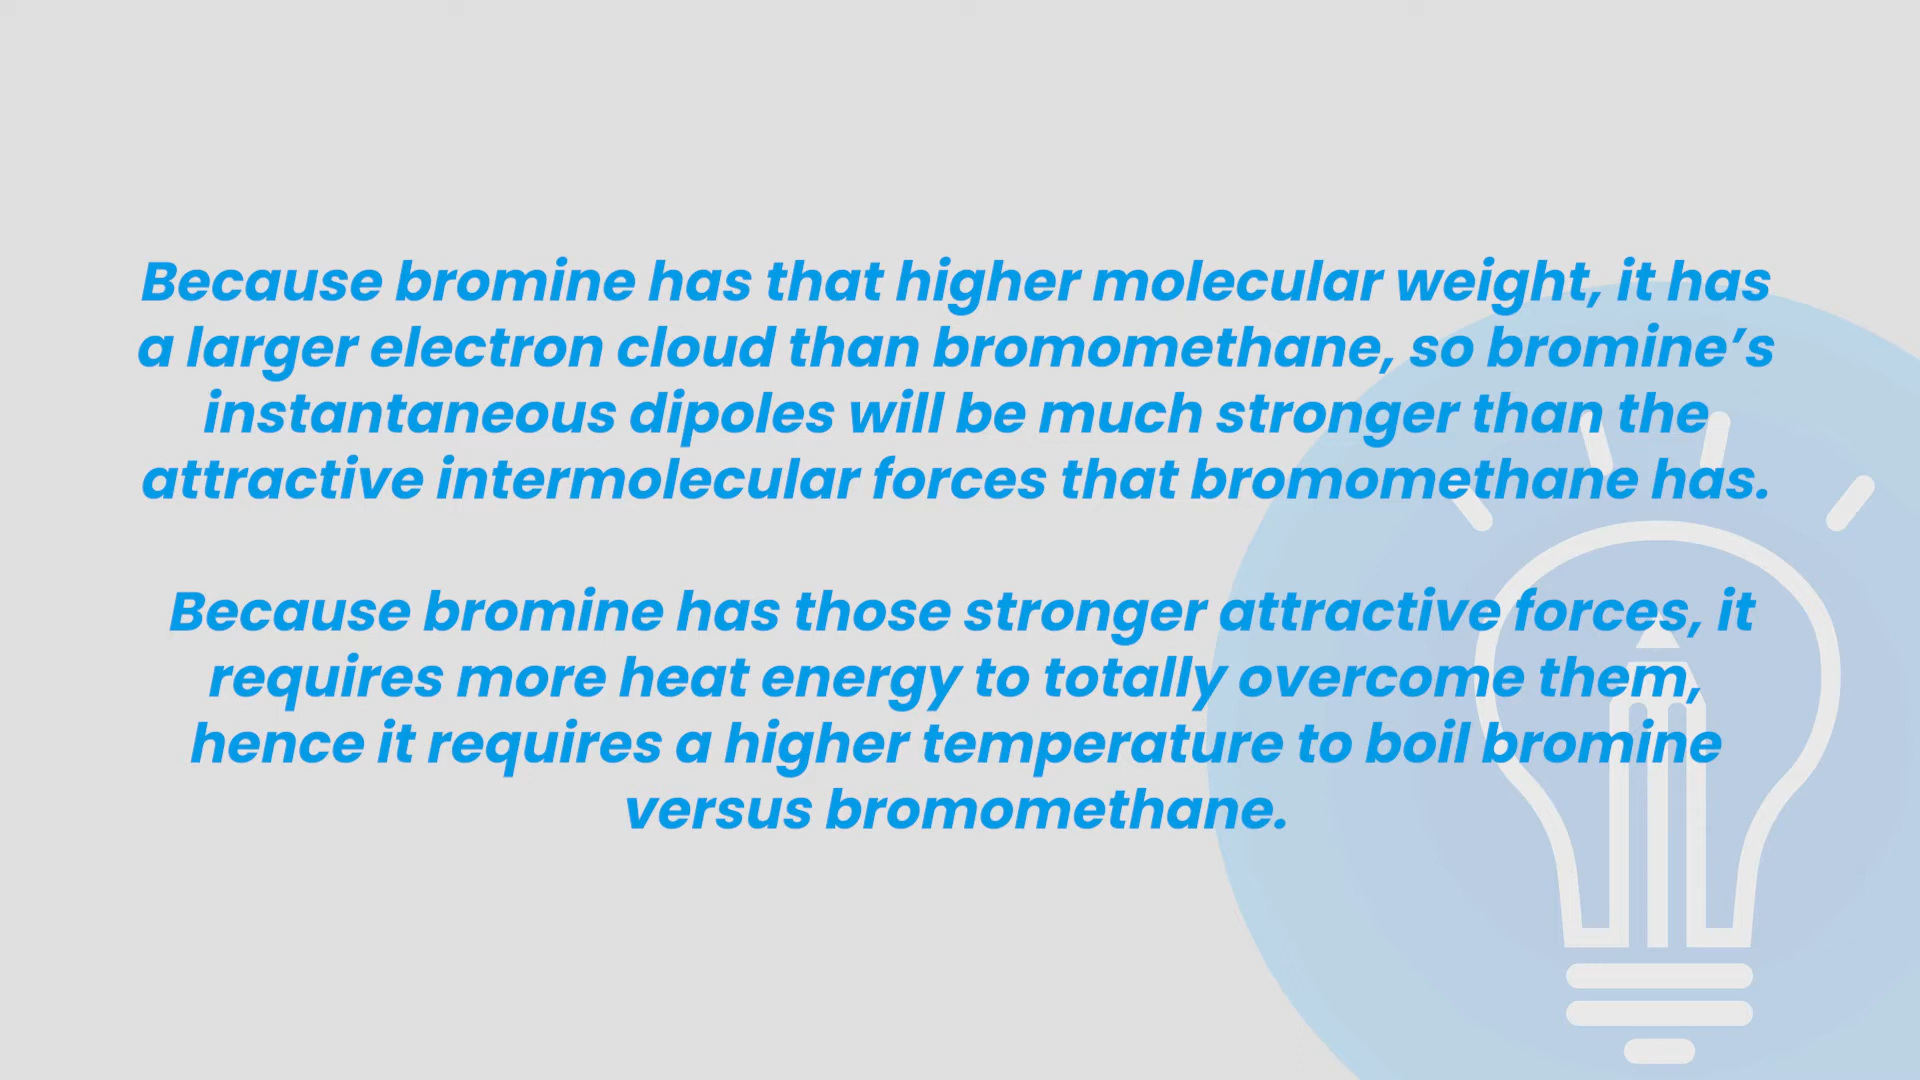 Because bromine has that higher molecular weight, it has
a larger electron cloud than bromomethane, so bromine’s
instantaneous dipoles will be much stronger than the
attractive intermolecular forces that bromomethane has.
Because bromine has those stronger attractive forces, it
requires more heat energy to totally overcome them,
hence it requires a higher temperature to boil bromine
versus bromomethane.